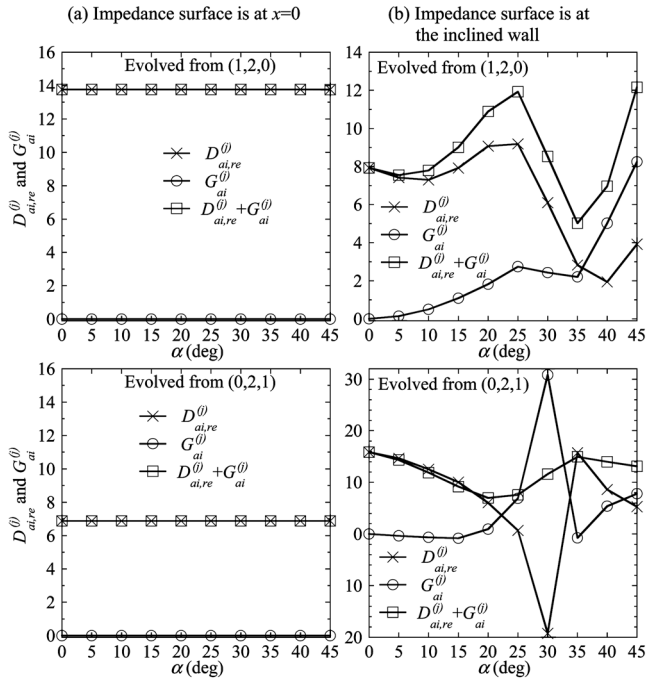 (a) Impedance surface is at x=0
(b) Impedance surface is at
the inclined wall
16
14
12
10
8
6
4
2
0
D(j)ai,re and G(j)ai
Evolved from (1,2,0)
D(j)ai,re
G(j)ai
D(j)ai,re+G(j)ai
0 5 10 15 20 25 30 35 40 45
α(deg)
14
12
10
8
6
4
2
0
Evolved from (1,2,0)
D(j)ai,re
G(j)ai
D(j)ai,re+G(j)ai
0 5 10 15 20 25 30 35 40 45
α(deg)
16
14
12
10
8
6
4
2
0
D(j)ai,re and G(j)ai
Evolved from (0,2,1)
D(j)ai,re
G(j)ai
D(j)ai,re+G(j)ai
0 5 10 15 20 25 30 35 40 45
α(deg)
30
20
10
0
10
20
Evolved from (0,2,1)
D(j)ai,re
G(j)ai
D(j)ai,re+G(j)ai
0 5 10 15 20 25 30 35 40 45
α(deg)